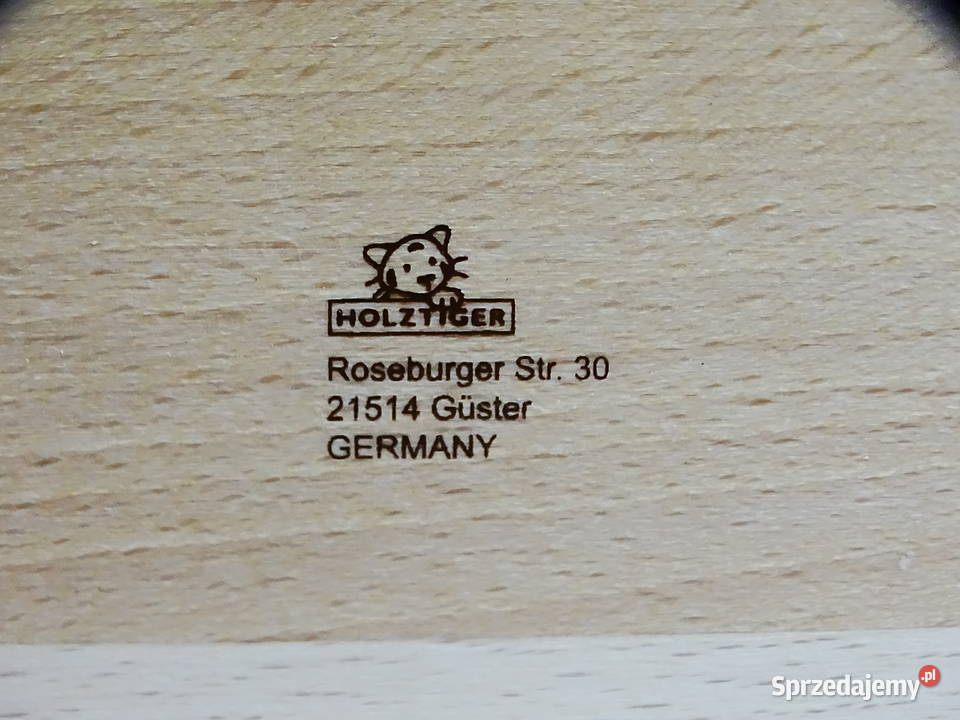 HOLZTIGER
Roseburger Str. 30
21514 Güster
GERMANY
Sprzedajemy.pl